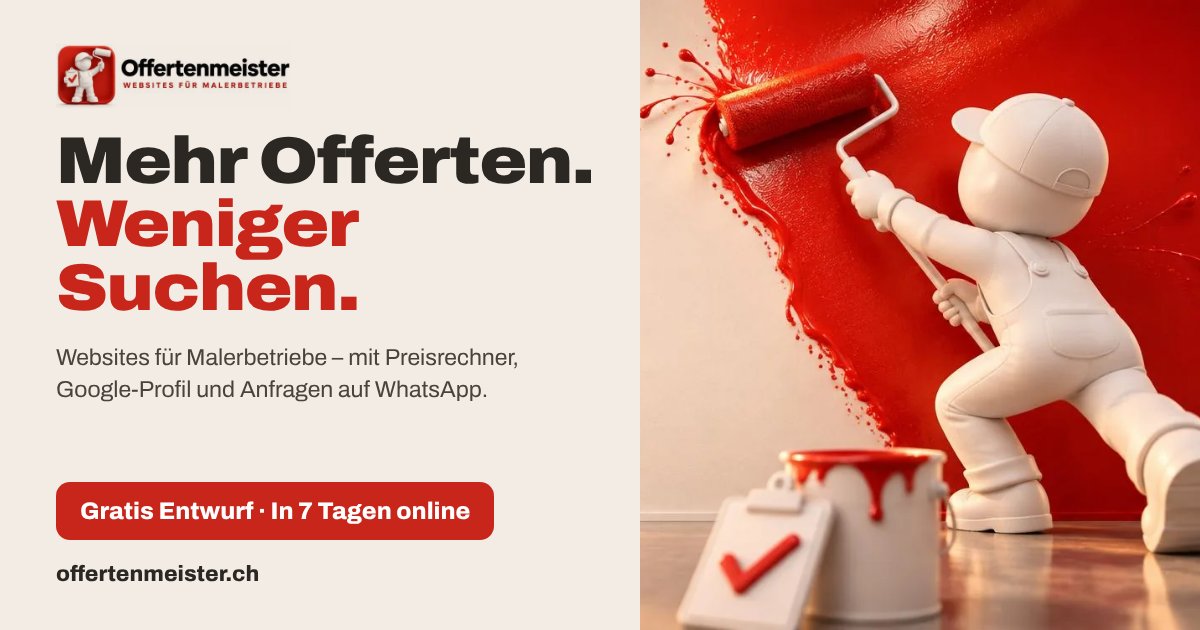 Offertenmeister
WEBSITES FÜR MALERBETRIEBE
Mehr Offerten.
Weniger
Suchen.
Websites für Malerbetriebe – mit Preisrechner,
Google-Profil und Anfragen auf WhatsApp.
Gratis Entwurf · In 7 Tagen online
offertenmeister.ch